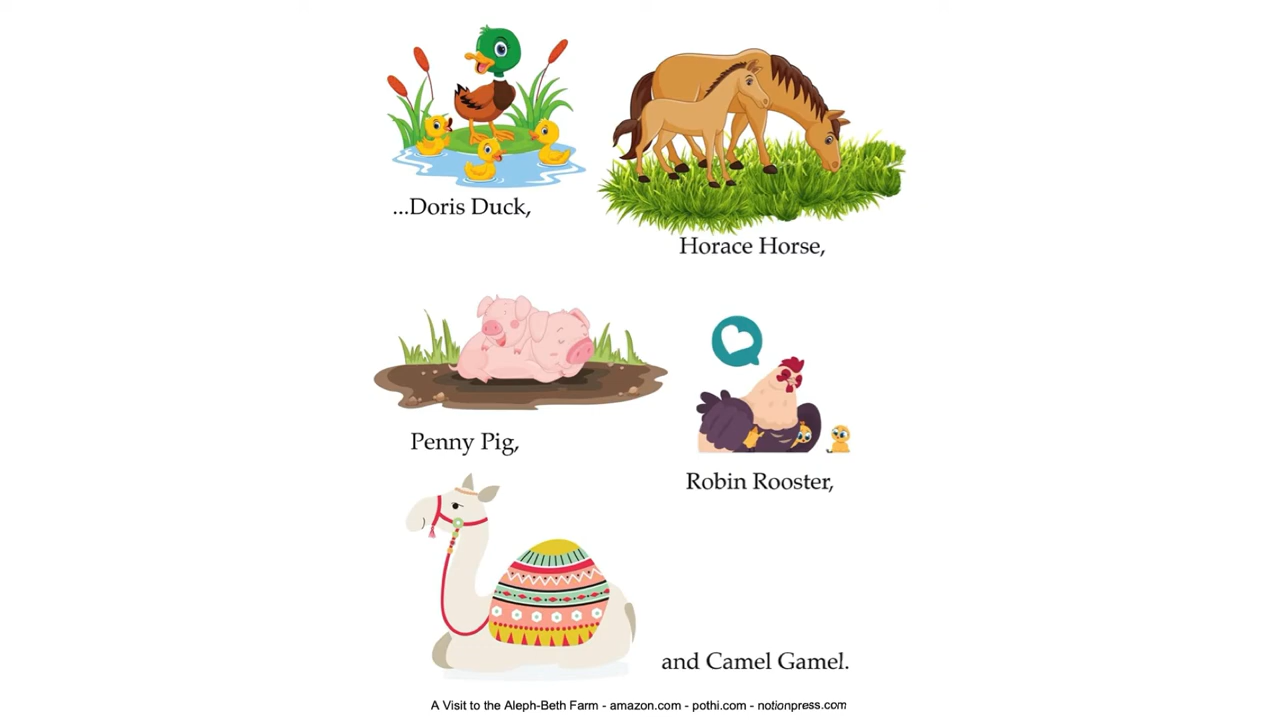 ...Doris Duck,
Horace Horse,
Penny Pig,
Robin Rooster,
and Camel Gamel.
A Visit to the Aleph-Beth Farm - amazon.com - pothi.com - notionpress.com